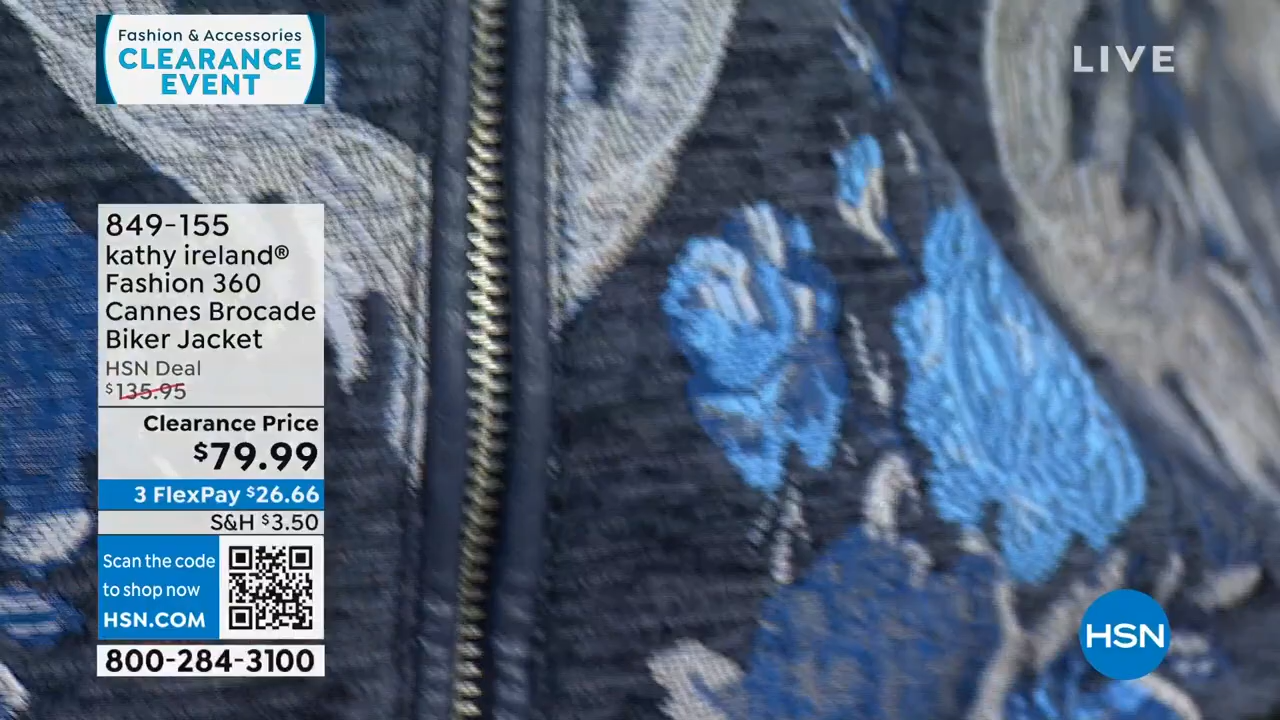 Fashion & Accessories
CLEARANCE
EVENT
LIVE
849-155
kathy ireland®
Fashion 360
Cannes Brocade
Biker Jacket
HSN Deal
$135.95
Clearance Price
$79.99
3 FlexPay $26.66
S&H $3.50
Scan the code
to shop now
HSN.COM
800-284-3100
HSN